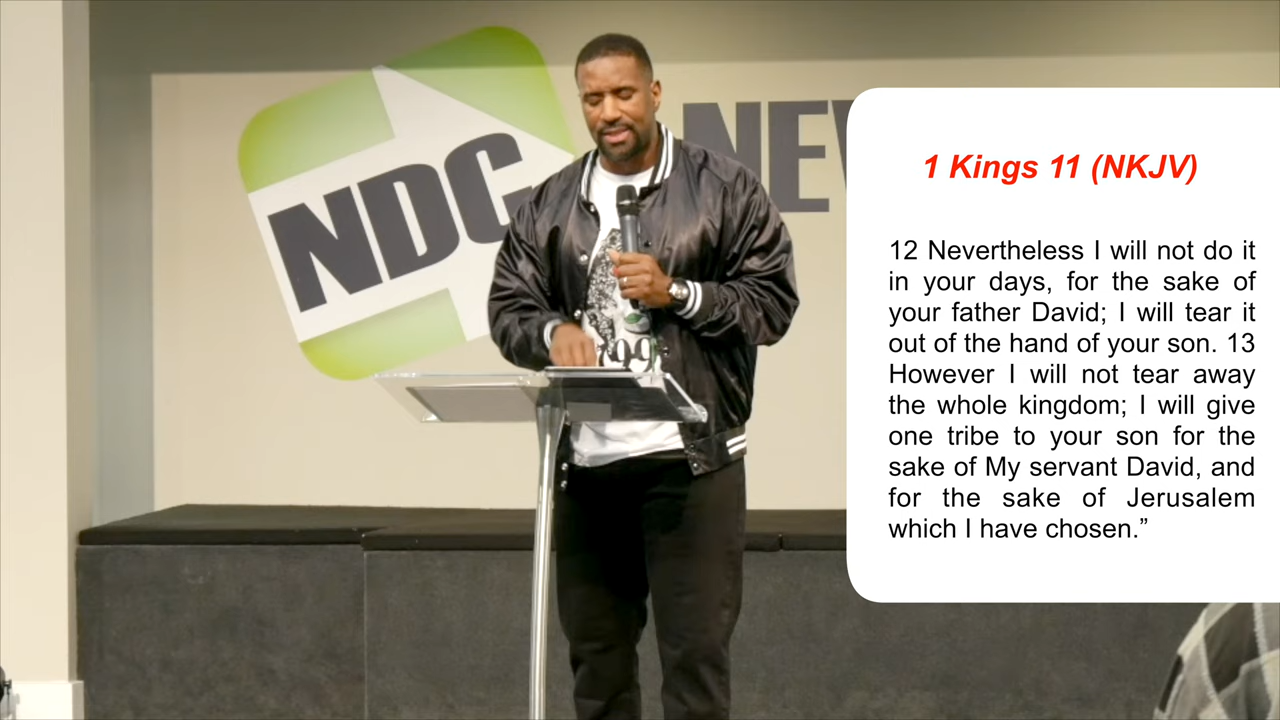 NDC
NEW
1 Kings 11 (NKJV)
12 Nevertheless I will not do it
in your days, for the sake of
your father David; I will tear it
out of the hand of your son. 13
However I will not tear away
the whole kingdom; I will give
one tribe to your son for the
sake of My servant David, and
for the sake of Jerusalem
which I have chosen.”